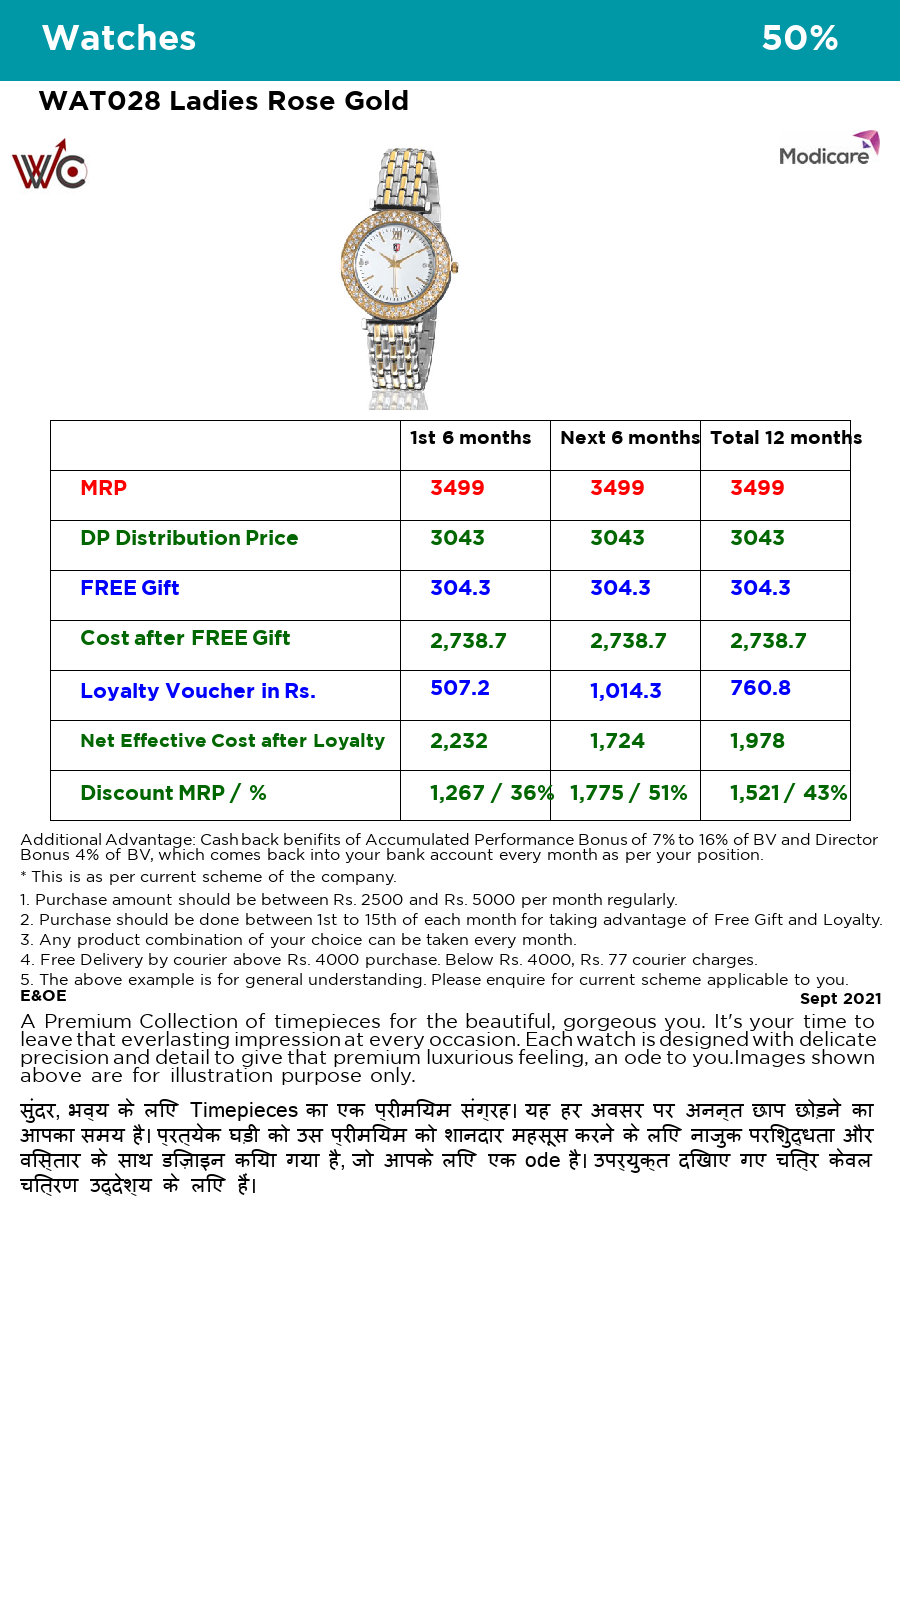 Watches 50%
WAT028 Ladies Rose Gold
WC Modicare
1st 6 months Next 6 months Total 12 months
MRP 3499 3499 3499
DP Distribution Price 3043 3043 3043
FREE Gift 304.3 304.3 304.3
Cost after FREE Gift 2,738.7 2,738.7 2,738.7
Loyalty Voucher in Rs. 507.2 1,014.3 760.8
Net Effective Cost after Loyalty 2,232 1,724 1,978
Discount MRP / % 1,267 / 36% 1,775 / 51% 1,521 / 43%
Additional Advantage: Cashback benifits of Accumulated Performance Bonus of 7% to 16% of BV and Director
Bonus 4% of BV, which comes back into your bank account every month as per your position.
* This is as per current scheme of the company.
1. Purchase amount should be between Rs. 2500 and Rs. 5000 per month regularly.
2. Purchase should be done between 1st to 15th of each month for taking advantage of Free Gift and Loyalty.
3. Any product combination of your choice can be taken every month.
4. Free Delivery by courier above Rs. 4000 purchase. Below Rs. 4000, Rs. 77 courier charges.
5. The above example is for general understanding. Please enquire for current scheme applicable to you.
E&OE Sept 2021
A Premium Collection of timepieces for the beautiful, gorgeous you. It's your time to
leave that everlasting impression at every occasion. Each watch is designed with delicate
precision and detail to give that premium luxurious feeling, an ode to you.Images shown
above are for illustration purpose only.
सुंदर, भव्य के लिए Timepieces का एक प्रीमियम संग्रह। यह हर अवसर पर अनन्त छाप छोड़ने का
आपका समय है। प्रत्येक घड़ी को उस प्रीमियम को शानदार महसूस करने के लिए नाजुक परिशुद्धता और
विस्तार के साथ डिज़ाइन किया गया है, जो आपके लिए एक ode है। उपर्युक्त दिखाए गए चित्र केवल
चित्रण उद्देश्य के लिए हैं।